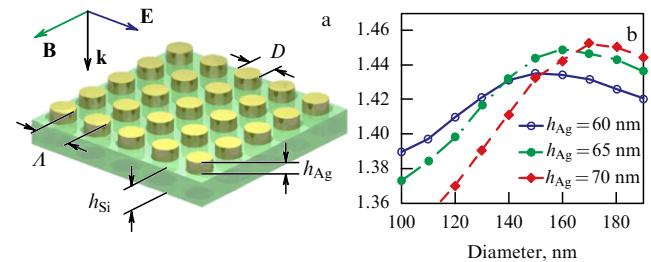 a
B
E
k
D
Λ
h_Ag
h_Si
b
1.46
1.44
1.42
1.40
1.38
1.36
h_Ag = 60 nm
h_Ag = 65 nm
h_Ag = 70 nm
100 120 140 160 180
Diameter, nm